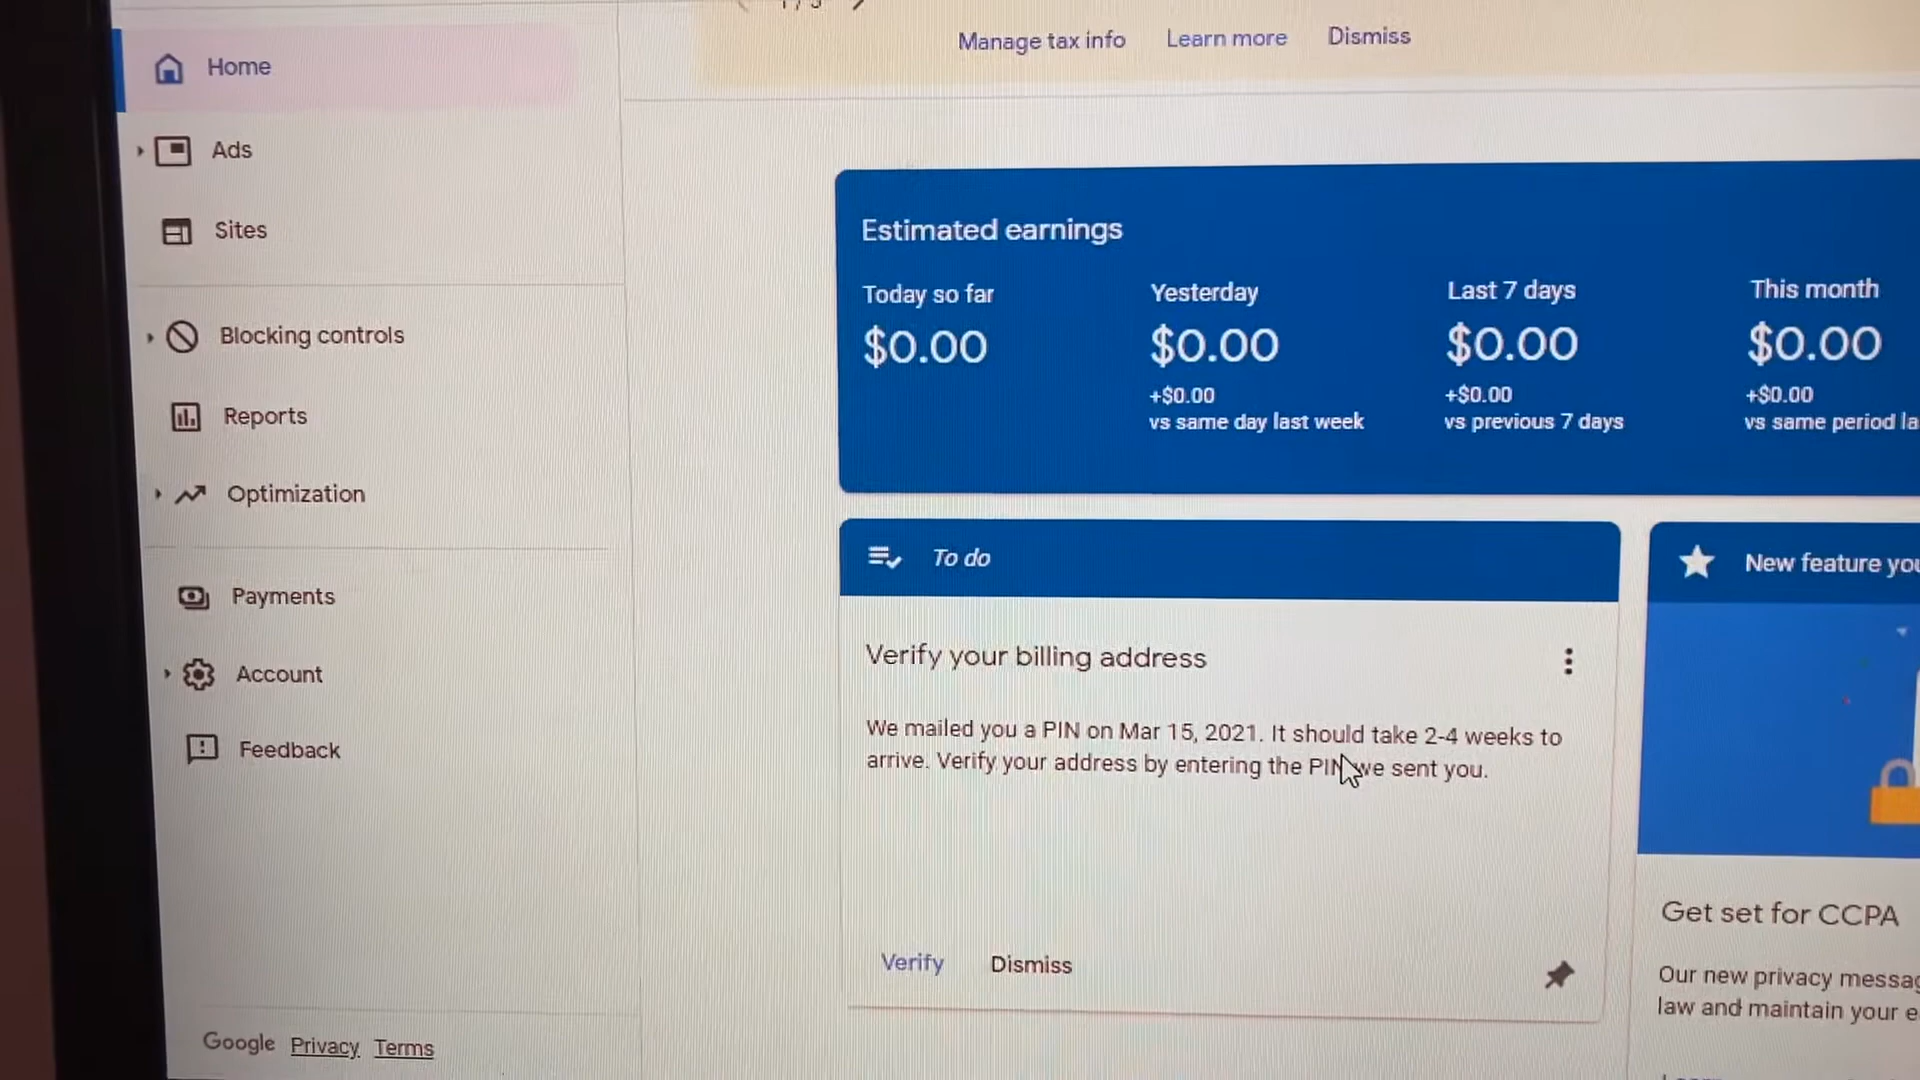 Manage tax info Learn more Dismiss
Home
Ads
Sites
Blocking controls
Reports
Optimization
Payments
Account
Feedback
Google Privacy Terms
Estimated earnings
Today so far Yesterday Last 7 days This month
$0.00 $0.00 $0.00 $0.00
+$0.00 +$0.00 +$0.00
vs same day last week vs previous 7 days vs same period la
To do
Verify your billing address
We mailed you a PIN on Mar 15, 2021. It should take 2-4 weeks to
arrive. Verify your address by entering the PIN we sent you.
Verify Dismiss
New feature you
Get set for CCPA
Our new privacy messag
law and maintain your e